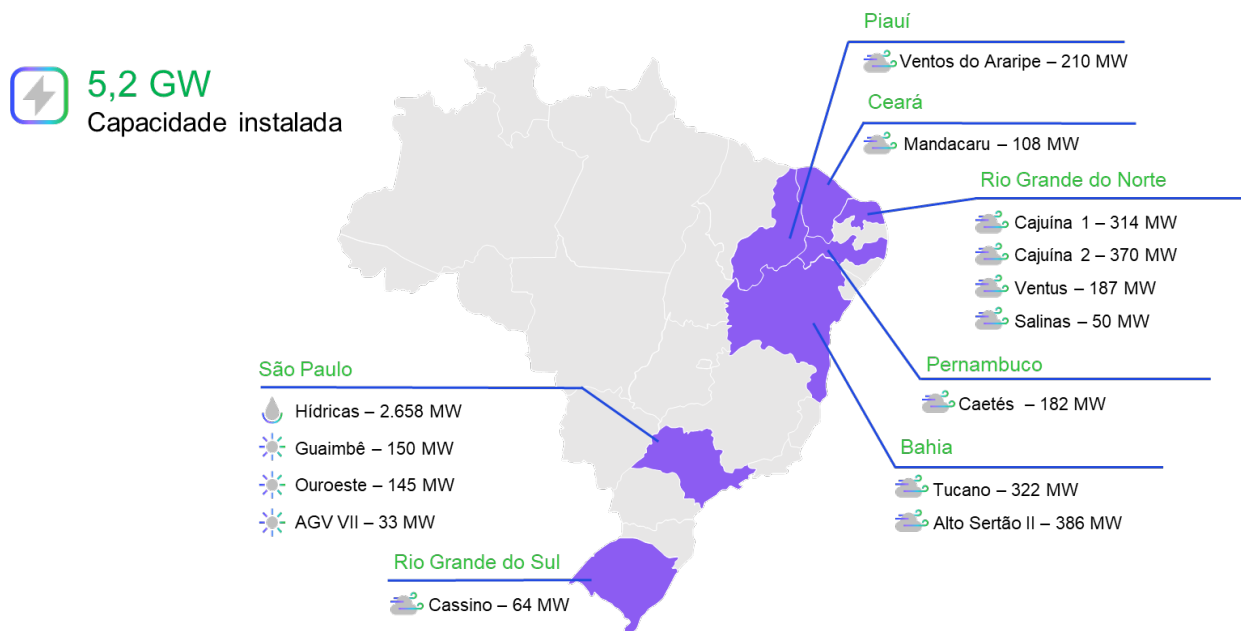 5,2 GW
Capacidade instalada
Piauí
Ventos do Araripe – 210 MW
Ceará
Mandacaru – 108 MW
Rio Grande do Norte
Cajuína 1 – 314 MW
Cajuína 2 – 370 MW
Ventus – 187 MW
Salinas – 50 MW
Pernambuco
Caetés – 182 MW
Bahia
Tucano – 322 MW
Alto Sertão II – 386 MW
São Paulo
Hídricas – 2.658 MW
Guaimbê – 150 MW
Ouroeste – 145 MW
AGV VII – 33 MW
Rio Grande do Sul
Cassino – 64 MW